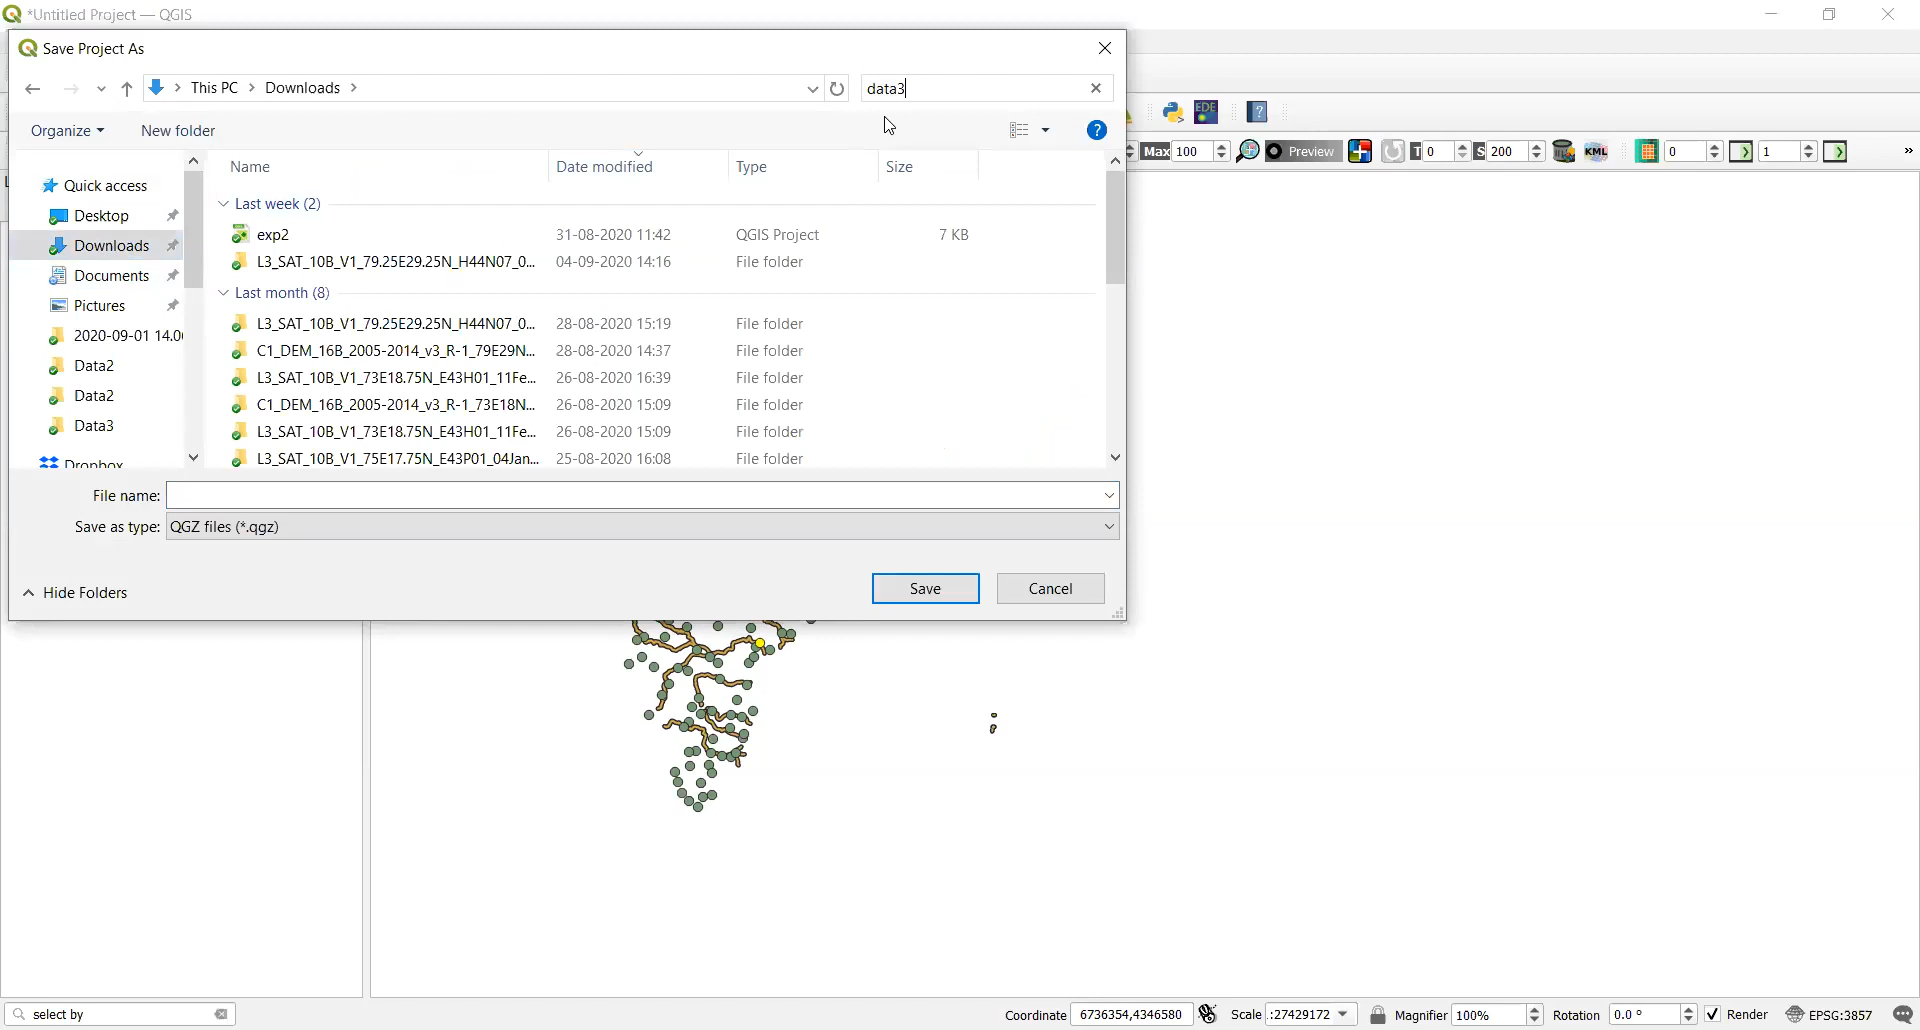 *Untitled Project — QGIS
Save Project As
This PC > Downloads >
data3
Organize
New folder
EDE
Max 100
Preview
T 0
S 200
KML
0
1
»
Name
Date modified
Type
Size
Quick access
Desktop
Downloads
Documents
Pictures
2020-09-01 14.0
Data2
Data2
Data3
Dropbox
Last week (2)
exp2 31-08-2020 11:42 QGIS Project 7 KB
L3_SAT_10B_V1_79.25E29.25N_H44N07_0... 04-09-2020 14:16 File folder
Last month (8)
L3_SAT_10B_V1_79.25E29.25N_H44N07_0... 28-08-2020 15:19 File folder
C1_DEM_16B_2005-2014_v3_R-1_79E29N... 28-08-2020 14:37 File folder
L3_SAT_10B_V1_73E18.75N_E43H01_11Fe... 26-08-2020 16:39 File folder
C1_DEM_16B_2005-2014_v3_R-1_73E18N... 26-08-2020 15:09 File folder
L3_SAT_10B_V1_73E18.75N_E43H01_11Fe... 26-08-2020 15:09 File folder
L3_SAT_10B_V1_75E17.75N_E43P01_04Jan... 25-08-2020 16:08 File folder
File name:
Save as type: QGZ files (*.qgz)
Hide Folders
Save
Cancel
select by
Coordinate 6736354,4346580
Scale :27429172
Magnifier 100%
Rotation 0.0 °
Render
EPSG:3857